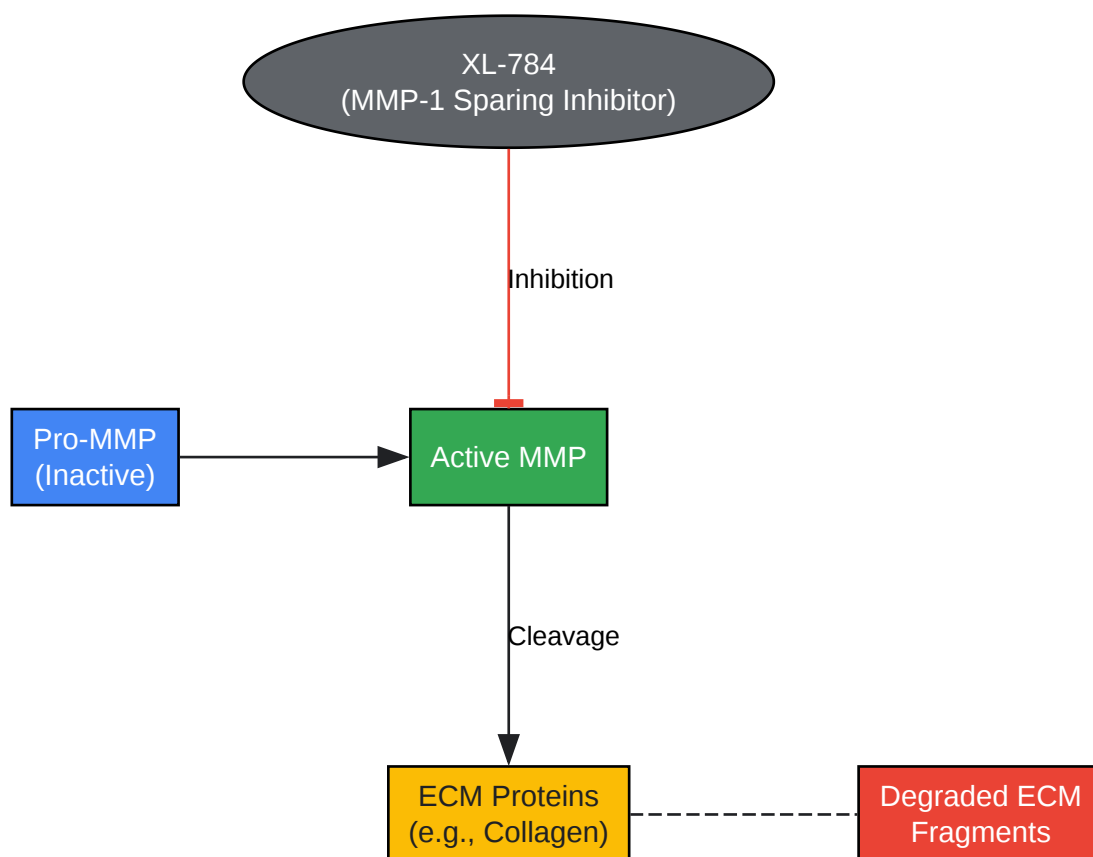 XL-784
(MMP-1 Sparing Inhibitor)
Inhibition
Pro-MMP
(Inactive)
Active MMP
Cleavage
ECM Proteins
(e.g., Collagen)
Degraded ECM
Fragments